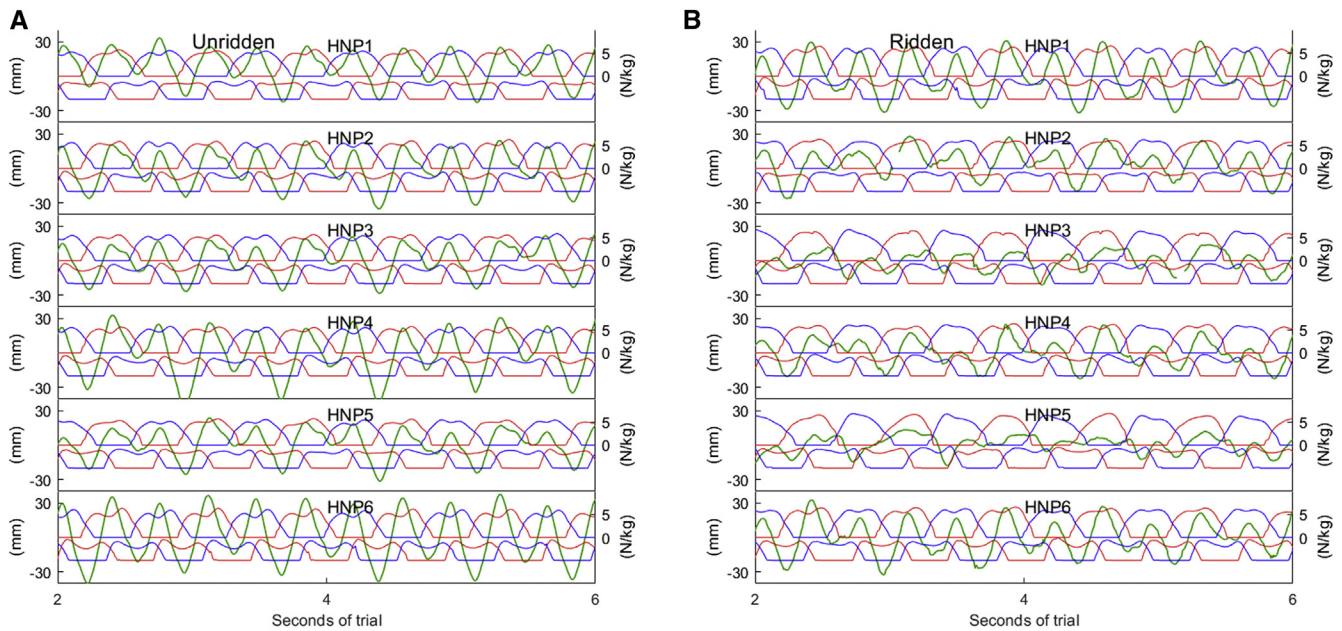 A
Unridden
30
HNP1
5
(mm)
0
(N/kg)
-30
30
HNP2
5
(mm)
0
(N/kg)
-30
30
HNP3
5
(mm)
0
(N/kg)
-30
30
HNP4
5
(mm)
0
(N/kg)
-30
30
HNP5
5
(mm)
0
(N/kg)
-30
30
HNP6
5
(mm)
0
(N/kg)
-30
2 4 6
Seconds of trial
B
Ridden
30
HNP1
5
(mm)
0
(N/kg)
-30
30
HNP2
5
(mm)
0
(N/kg)
-30
30
HNP3
5
(mm)
0
(N/kg)
-30
30
HNP4
5
(mm)
0
(N/kg)
-30
30
HNP5
5
(mm)
0
(N/kg)
-30
30
HNP6
5
(mm)
0
(N/kg)
-30
2 4 6
Seconds of trial